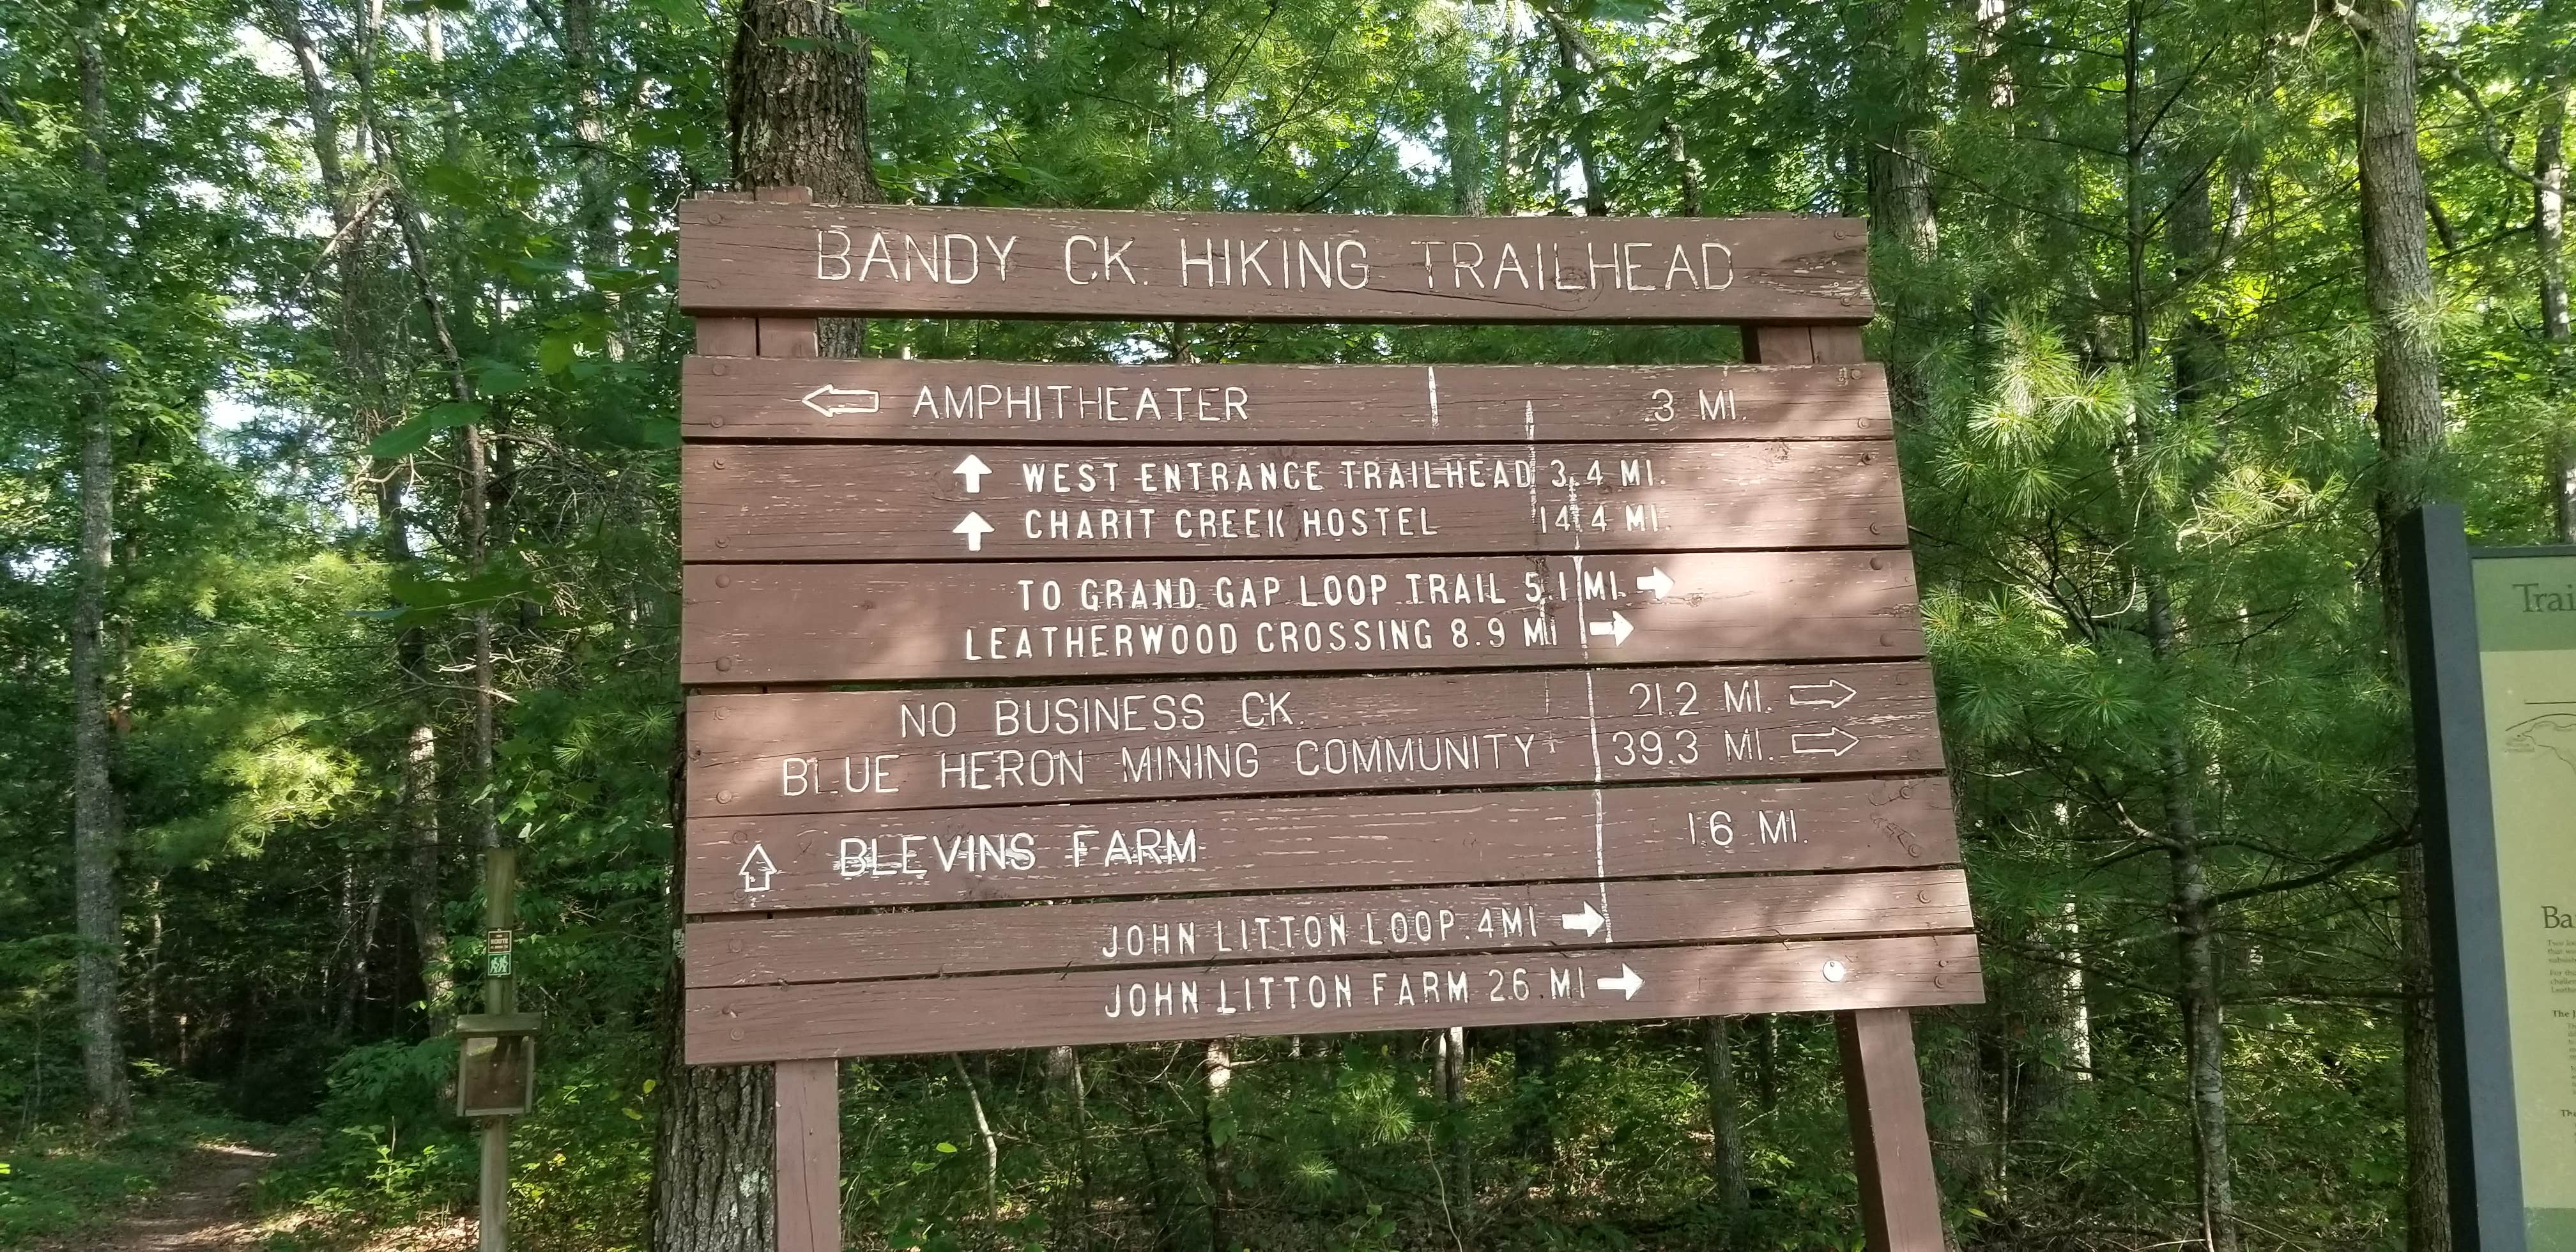 BANDY CK. HIKING TRAILHEAD
AMPHITHEATER .3 MI.
WEST ENTRANCE TRAILHEAD 3.4 MI.
CHARIT CREEK HOSTEL 14.4 MI.
TO GRAND GAP LOOP TRAIL 5.1 MI.
LEATHERWOOD CROSSING 8.9 MI
NO BUSINESS CK. 21.2 MI.
BLUE HERON MINING COMMUNITY 39.3 MI.
BLEVINS FARM 1.6 MI.
JOHN LITTON LOOP .4 MI
JOHN LITTON FARM 2.6 MI
ROUTE